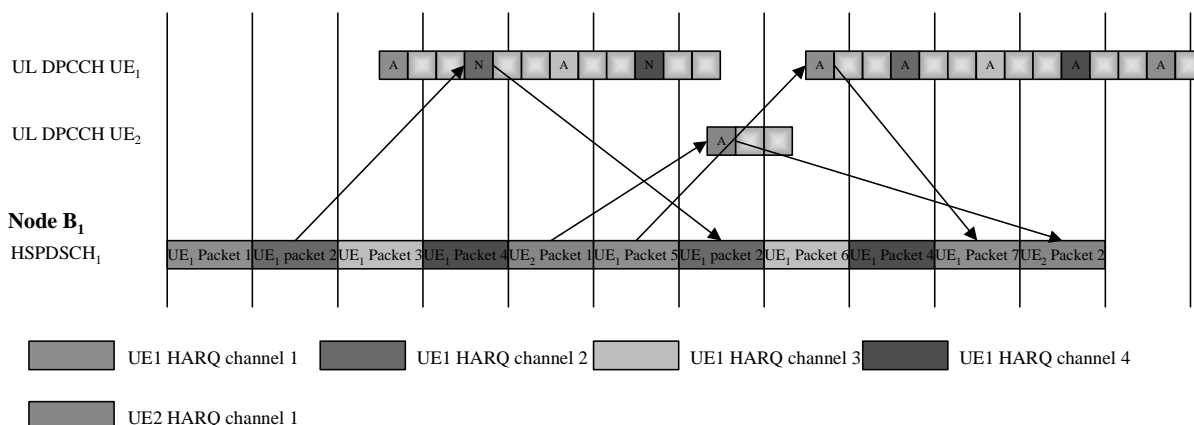 UL DPCCH UE1
A N A N A A A A A
UL DPCCH UE2
A
Node B1
HSPDSCH1
UE1 Packet 1 UE1 packet 2 UE1 Packet 3 UE1 Packet 4 UE2 Packet 1 UE1 Packet 5 UE1 packet 2 UE1 Packet 6 UE1 Packet 4 UE1 Packet 7 UE2 Packet 2
UE1 HARQ channel 1 UE1 HARQ channel 2 UE1 HARQ channel 3 UE1 HARQ channel 4
UE2 HARQ channel 1